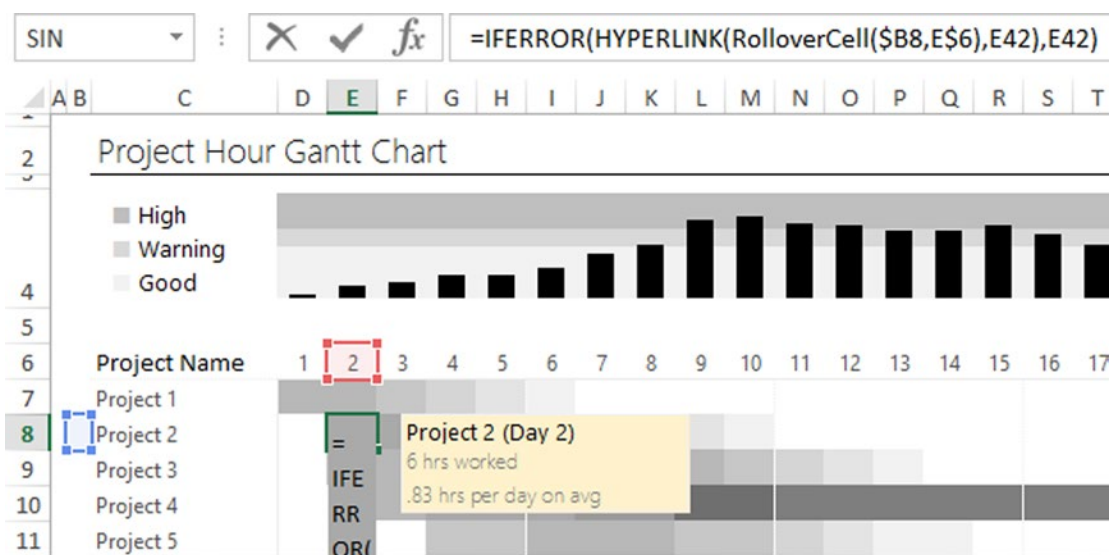 SIN fx =IFERROR(HYPERLINK(RolloverCell($B8,E$6),E42),E42)
A B C D E F G H I J K L M N O P Q R S T
2 Project Hour Gantt Chart
High
Warning
Good
4
5
6 Project Name 1 2 3 4 5 6 7 8 9 10 11 12 13 14 15 16 17
7 Project 1
8 Project 2 = Project 2 (Day 2)
6 hrs worked
9 Project 3 IFE .83 hrs per day on avg
10 Project 4 RR
11 Project 5 OR(